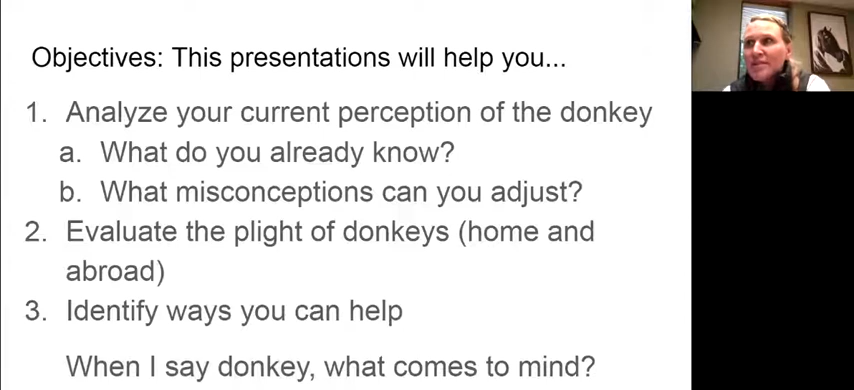 Objectives: This presentations will help you...
1. Analyze your current perception of the donkey
a. What do you already know?
b. What misconceptions can you adjust?
2. Evaluate the plight of donkeys (home and
abroad)
3. Identify ways you can help
When I say donkey, what comes to mind?